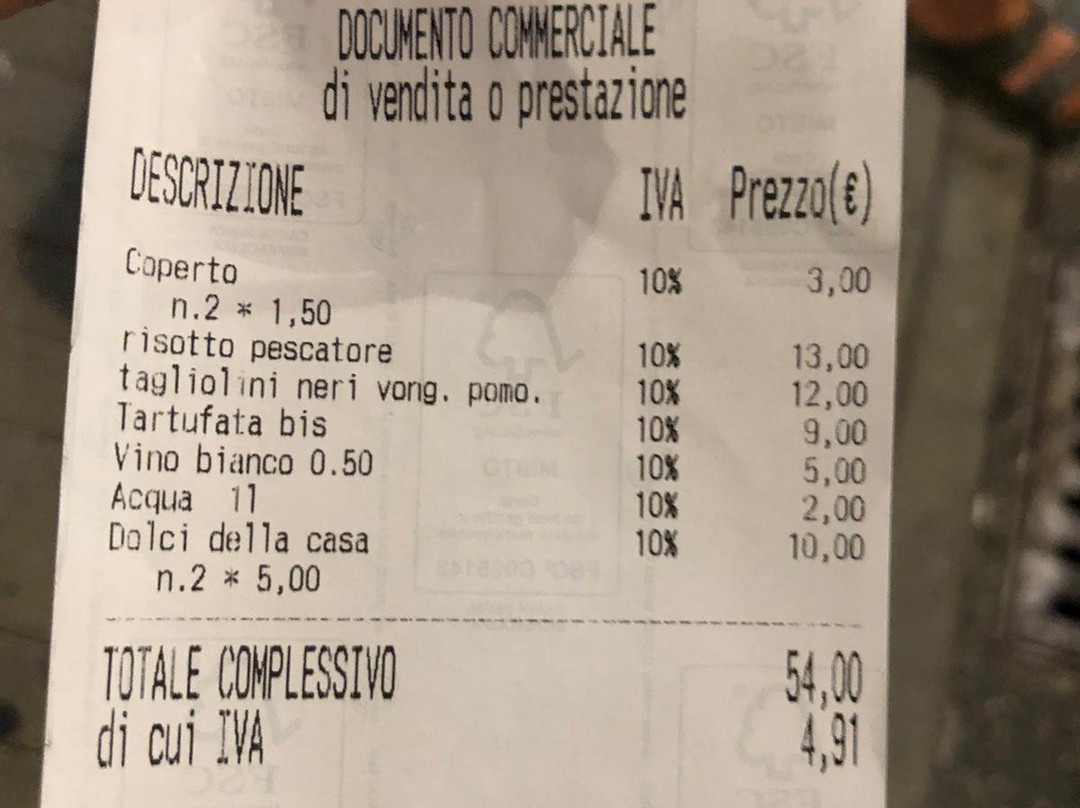 DOCUMENTO COMMERCIALE
di vendita o prestazione
DESCRIZIONE IVA Prezzo(€)
Coperto 10% 3,00
n.2 * 1,50
risotto pescatore 10% 13,00
tagliolini neri vong. pomo. 10% 12,00
Tartufata bis 10% 9,00
Vino bianco 0.50 10% 5,00
Acqua 1l 10% 2,00
Dolci della casa 10% 10,00
n.2 * 5,00
TOTALE COMPLESSIVO 54,00
di cui IVA 4,91